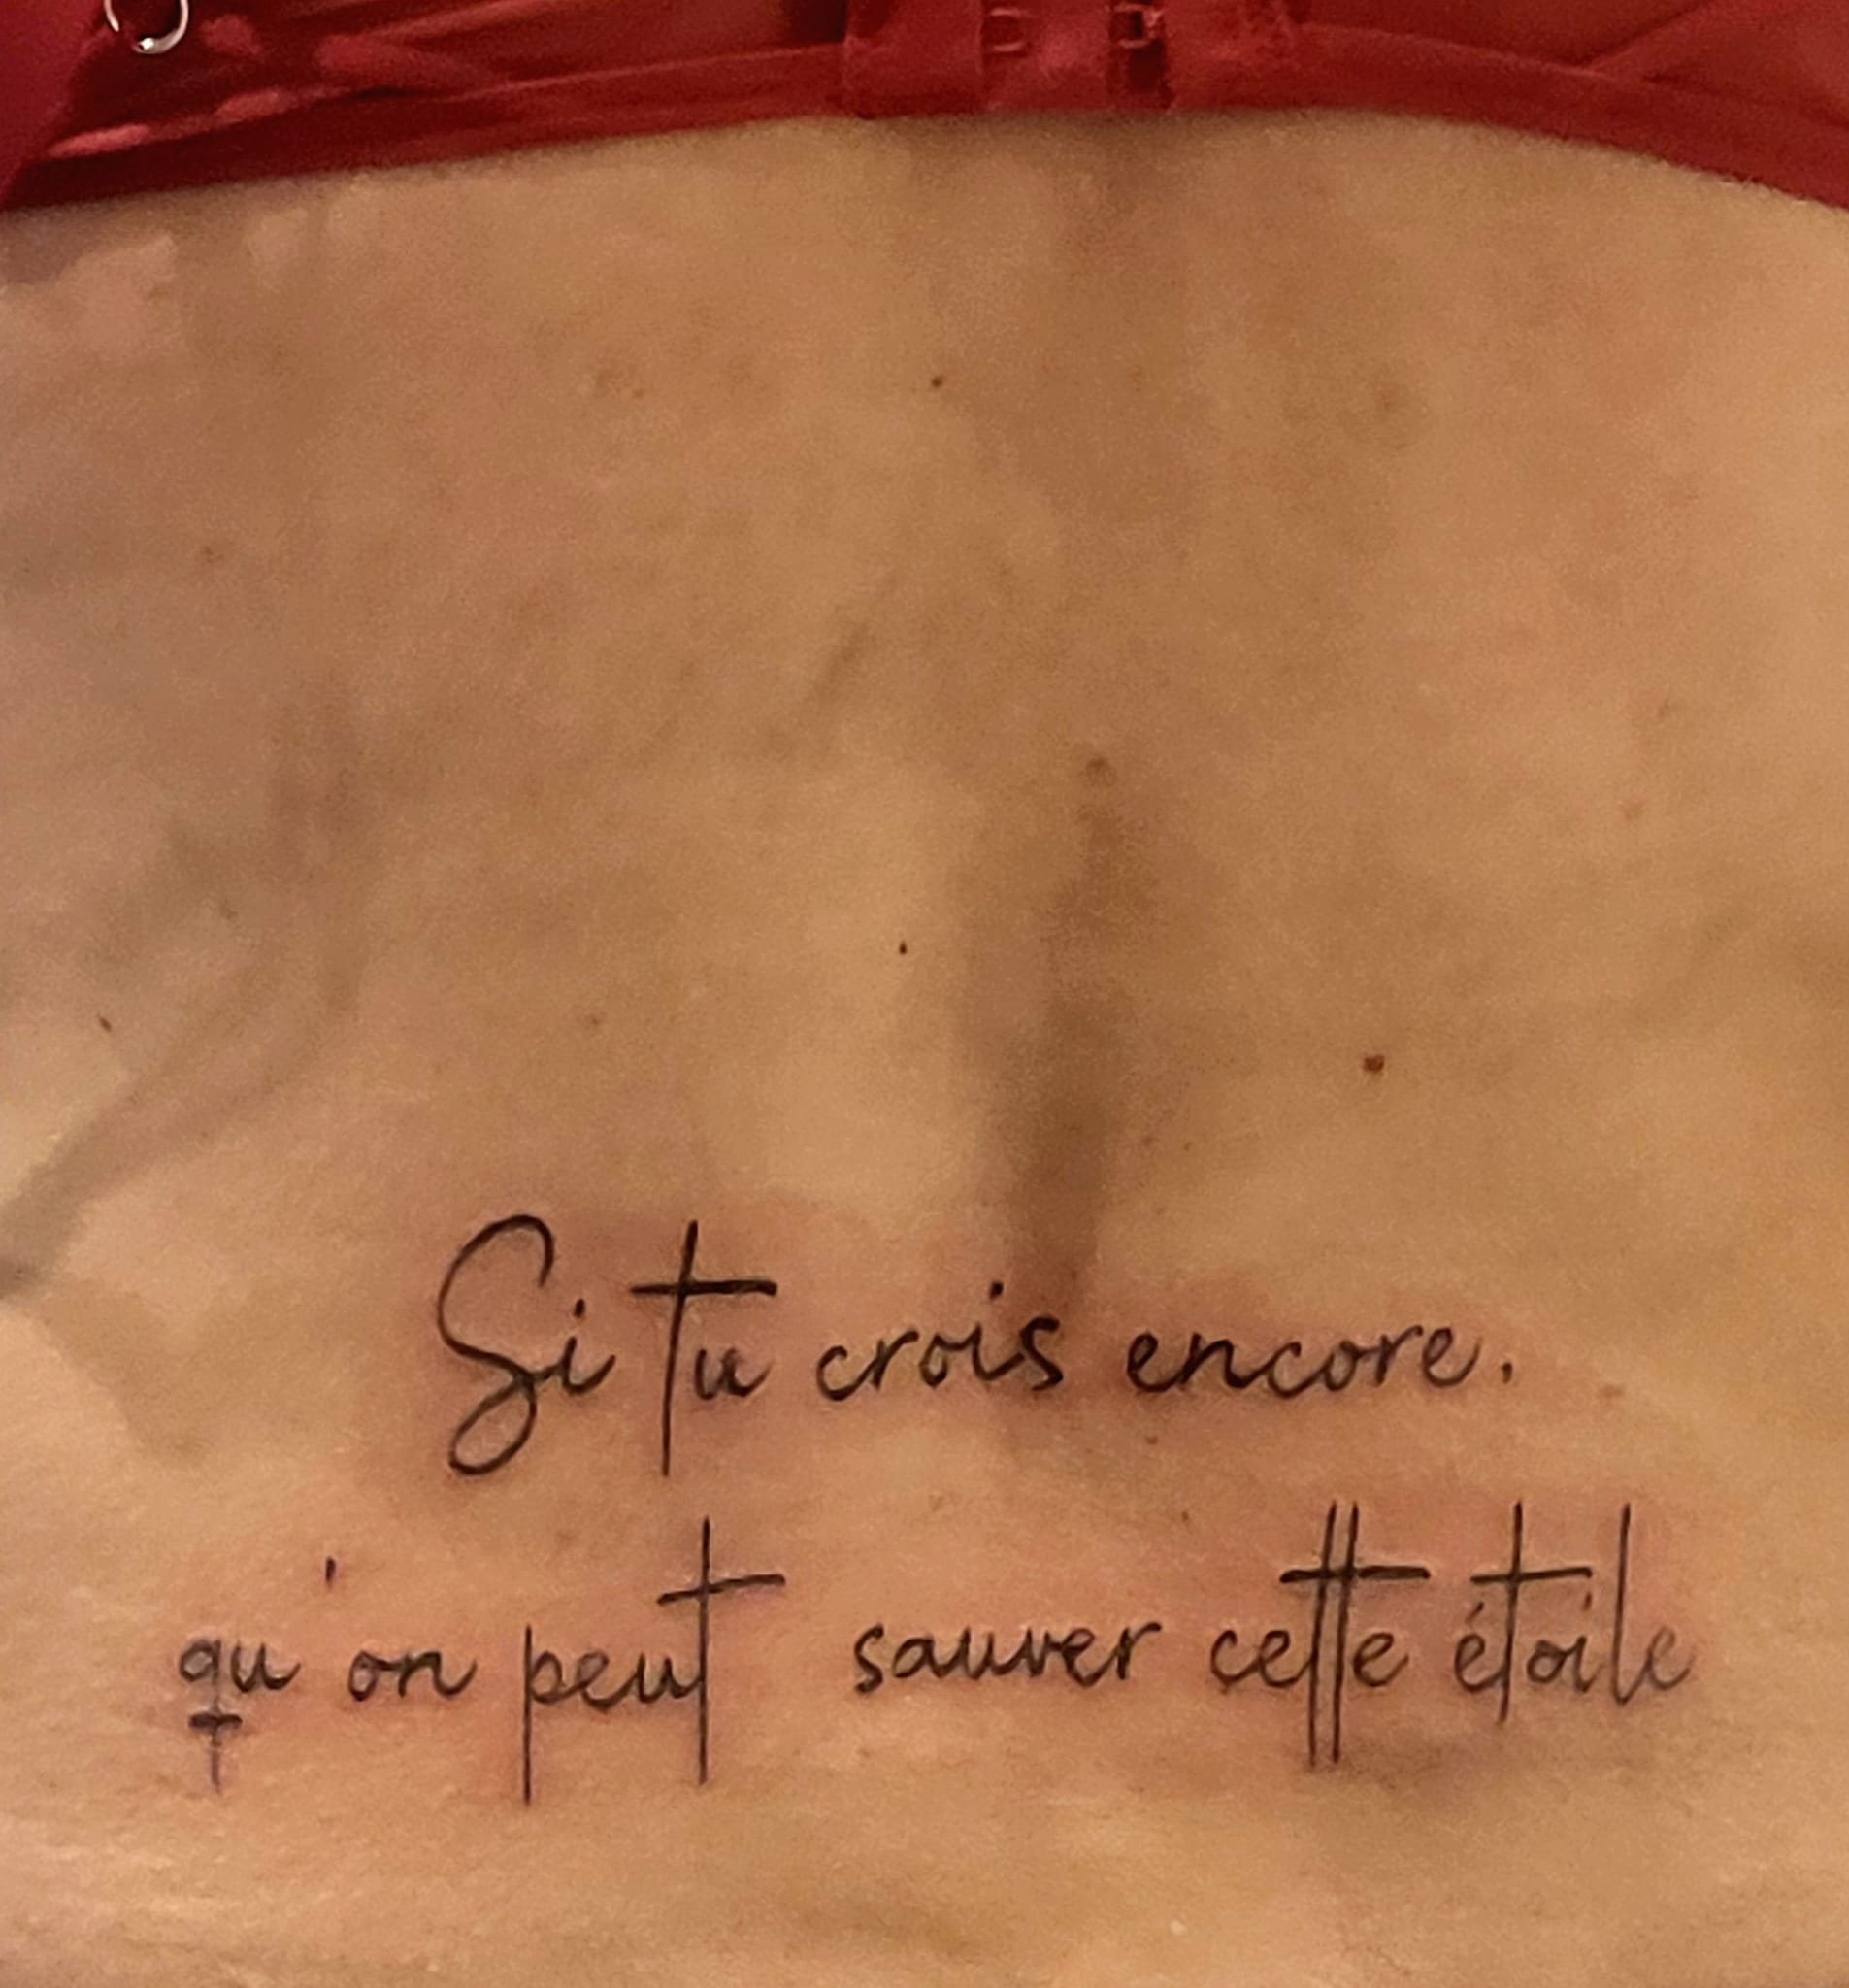 Si tu crois encore.
qu'on peut sauver cette étoile